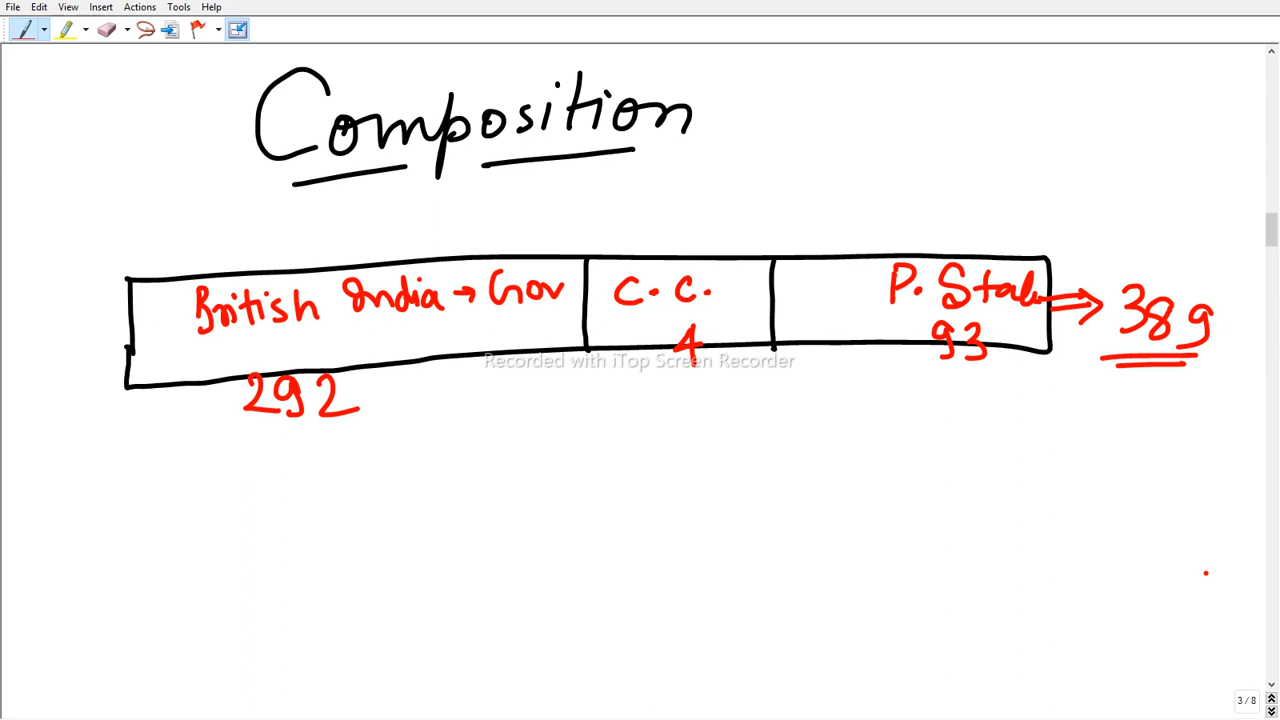 File Edit View Insert Actions Tools Help
Composition
British India → Gov C. C. P. State ⇒ 389
4 93
Recorded with iTop Screen Recorder
292
3 / 8